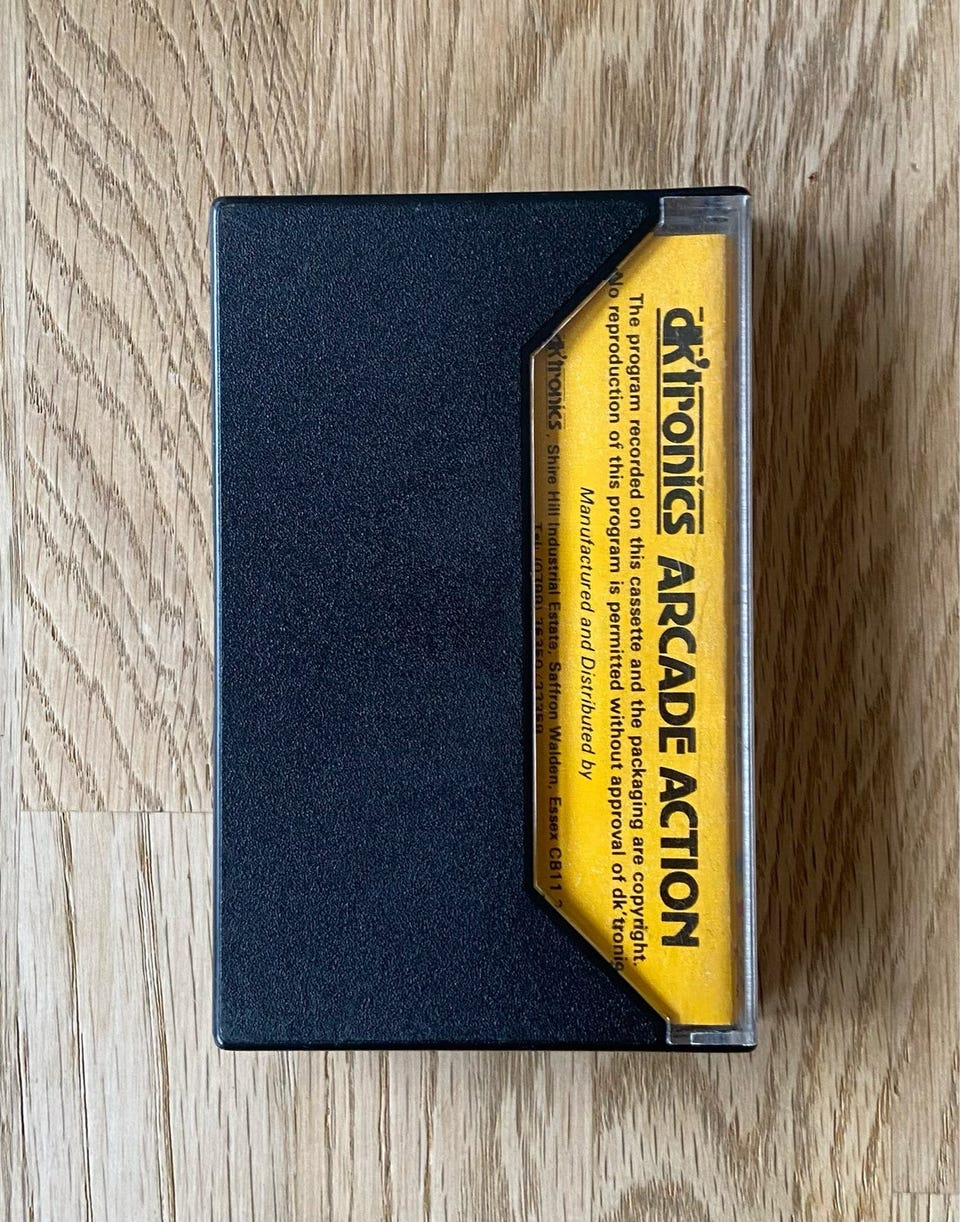 dk'tronics ARCADE ACTION
The program recorded on this cassette and the packaging are copyright.
No reproduction of this program is permitted without approval of dk'tronic
Manufactured and Distributed by
dk'tronics, Shire Hill Industrial Estate, Saffron Walden, Essex CB11